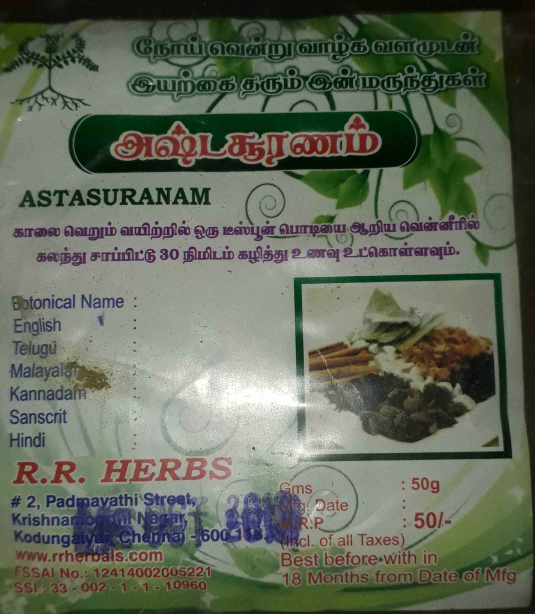 நோய் வென்று வாழ்க வளமுடன்
இயற்கை தரும் இன் மருந்துகள்
அஷ்டசூரணம்
ASTASURANAM
காலை வெறும் வயிற்றில் ஒரு டீஸ்பூன் பொடியை ஆறிய வென்னீரில்
கலந்து சாப்பிட்டு 30 நிமிடம் கழித்து உணவு உட்கொள்ளவும்.
Botonical Name :
English :
Telugu :
Malayalam :
Kannadam :
Sanscrit :
Hindi :
R.R. HERBS
# 2, Padmavathi Street,
Nagar,
Kodungaiyur, Chennai - 600
www.rrherbals.com
FSSAI No.: 12414002005221
SSI : 33 - 002 - 1 - 1 - 10960
Gms : 50g
Mfg. Date :
M.R.P : 50/-
(Incl. of all Taxes)
Best before with in
18 Months from Date of Mfg